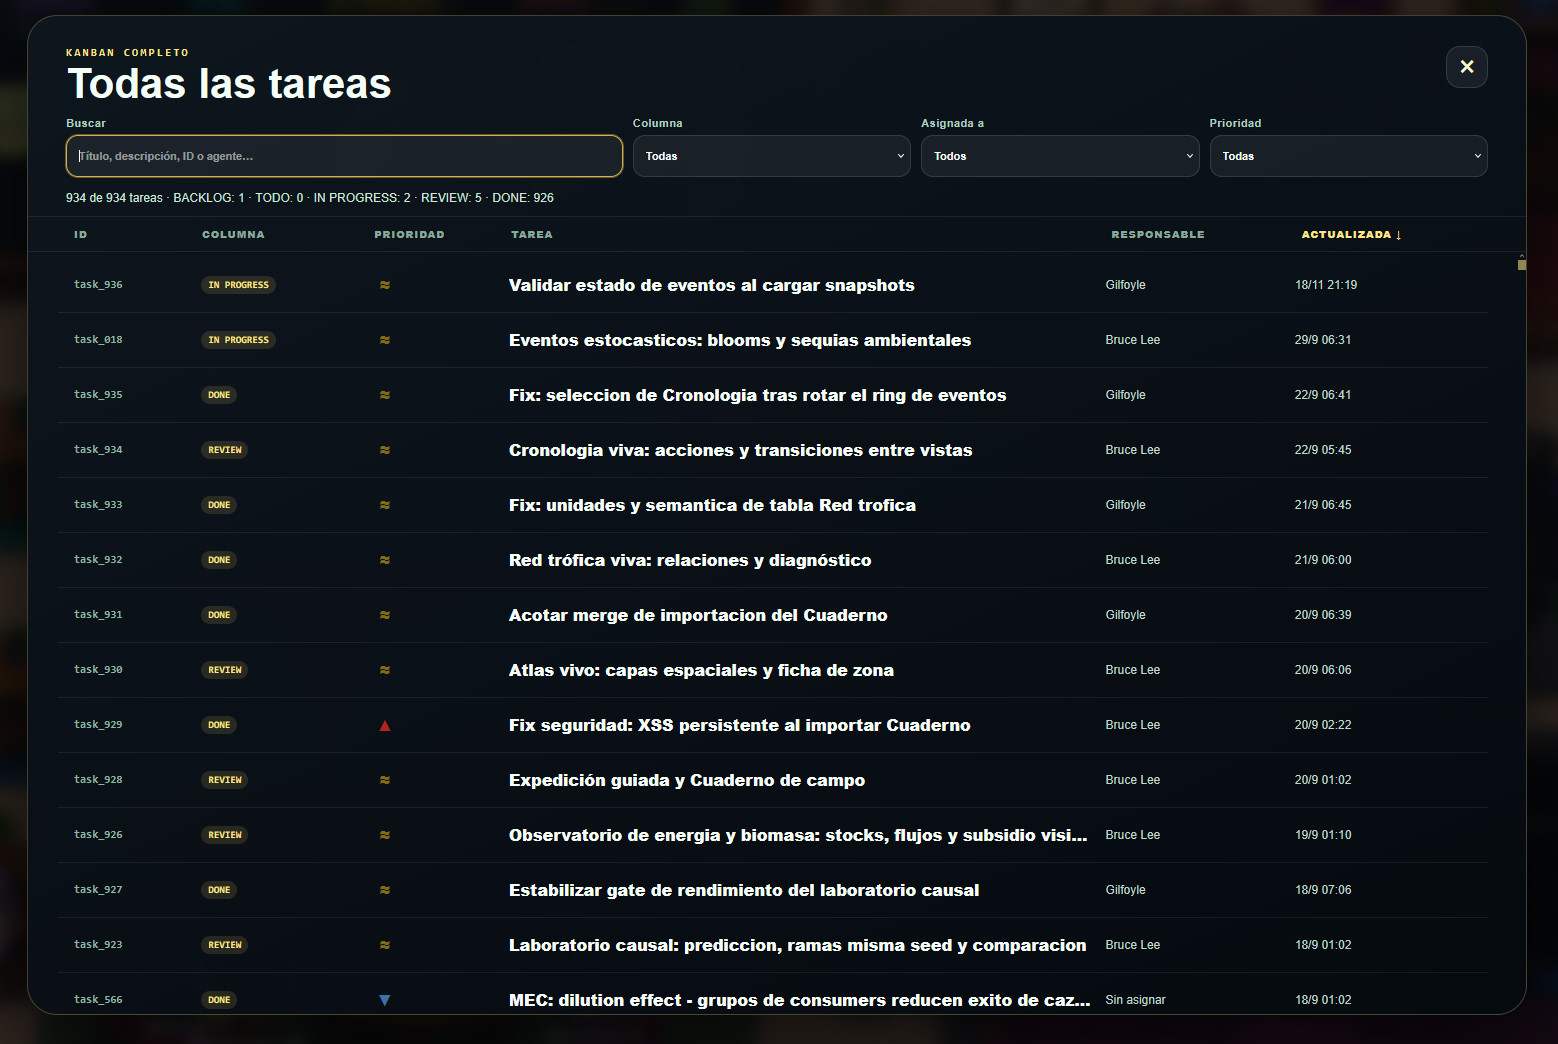 KANBAN COMPLETO
Todas las tareas
Buscar Columna Asignada a Prioridad
Título, descripción, ID o agente... Todas Todos Todas
934 de 934 tareas · BACKLOG: 1 · TODO: 0 · IN PROGRESS: 2 · REVIEW: 5 · DONE: 926
ID COLUMNA PRIORIDAD TAREA RESPONSABLE ACTUALIZADA ↓
task_936 IN PROGRESS ≈ Validar estado de eventos al cargar snapshots Gilfoyle 18/11 21:19
task_018 IN PROGRESS ≈ Eventos estocasticos: blooms y sequias ambientales Bruce Lee 29/9 06:31
task_935 DONE ≈ Fix: seleccion de Cronologia tras rotar el ring de eventos Gilfoyle 22/9 06:41
task_934 REVIEW ≈ Cronologia viva: acciones y transiciones entre vistas Bruce Lee 22/9 05:45
task_933 DONE ≈ Fix: unidades y semantica de tabla Red trofica Gilfoyle 21/9 06:45
task_932 DONE ≈ Red trófica viva: relaciones y diagnóstico Bruce Lee 21/9 06:00
task_931 DONE ≈ Acotar merge de importacion del Cuaderno Gilfoyle 20/9 06:39
task_930 REVIEW ≈ Atlas vivo: capas espaciales y ficha de zona Bruce Lee 20/9 06:06
task_929 DONE ▲ Fix seguridad: XSS persistente al importar Cuaderno Bruce Lee 20/9 02:22
task_928 REVIEW ≈ Expedición guiada y Cuaderno de campo Bruce Lee 20/9 01:02
task_926 REVIEW ≈ Observatorio de energia y biomasa: stocks, flujos y subsidio visi... Bruce Lee 19/9 01:10
task_927 DONE ≈ Estabilizar gate de rendimiento del laboratorio causal Gilfoyle 18/9 07:06
task_923 REVIEW ≈ Laboratorio causal: prediccion, ramas misma seed y comparacion Bruce Lee 18/9 01:02
task_566 DONE ▼ MEC: dilution effect - grupos de consumers reducen exito de caz... Sin asignar 18/9 01:02